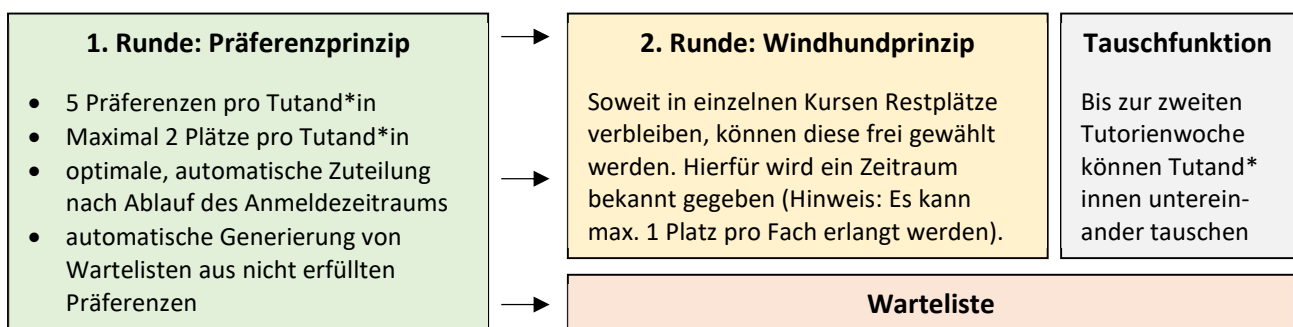 1. Runde: Präferenzprinzip
• 5 Präferenzen pro Tutand*in
• Maximal 2 Plätze pro Tutand*in
• optimale, automatische Zuteilung
nach Ablauf des Anmeldezeitraums
• automatische Generierung von
Wartelisten aus nicht erfüllten
Präferenzen
2. Runde: Windhundprinzip
Soweit in einzelnen Kursen Restplätze
verbleiben, können diese frei gewählt
werden. Hierfür wird ein Zeitraum
bekannt gegeben (Hinweis: Es kann
max. 1 Platz pro Fach erlangt werden).
Tauschfunktion
Bis zur zweiten
Tutorienwoche
können Tutand*
innen unterein-
ander tauschen
Warteliste